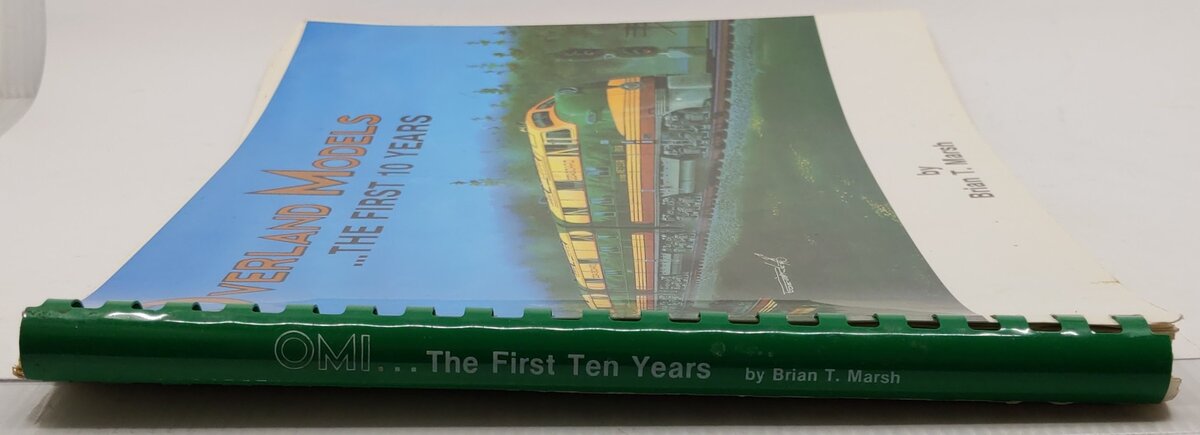 OVERLAND MODELS
...THE FIRST 10 YEARS
by
Brian T. Marsh
OMI... The First Ten Years by Brian T. Marsh